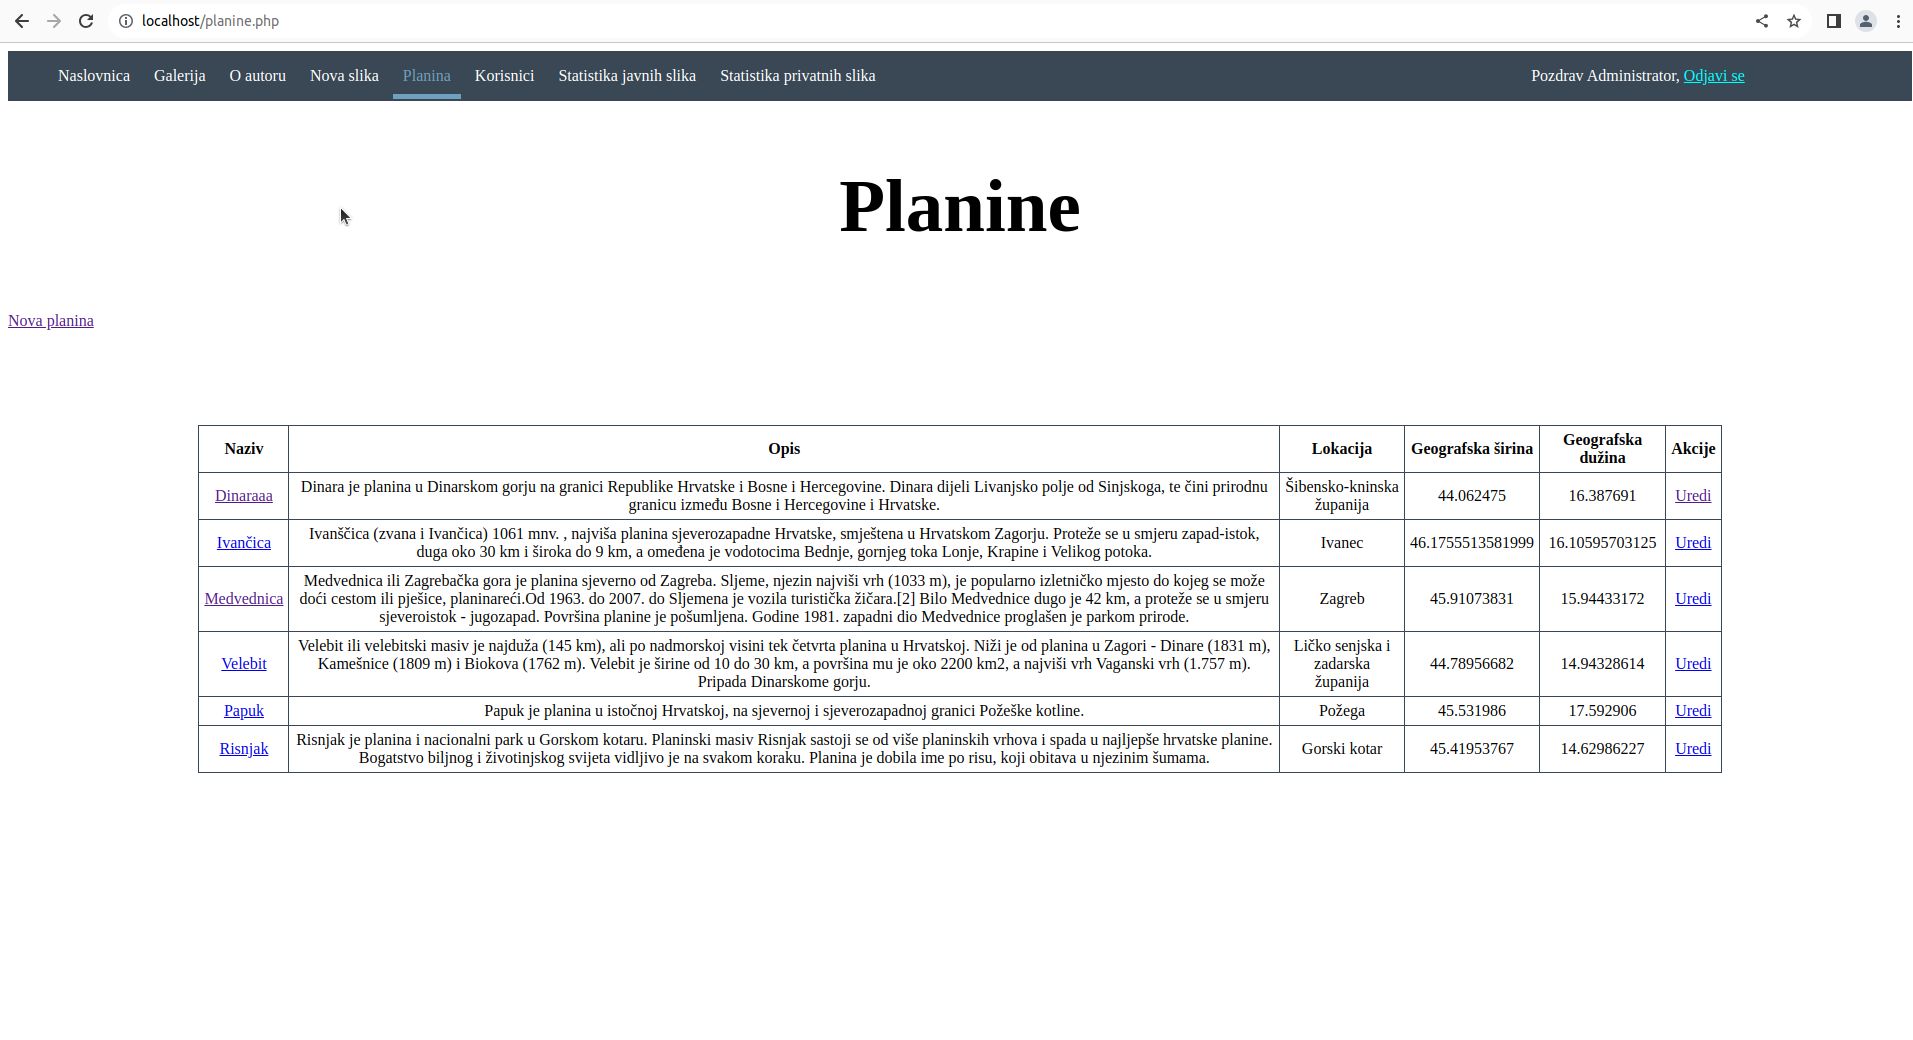 localhost/planine.php
Naslovnica Galerija O autoru Nova slika Planina Korisnici Statistika javnih slika Statistika privatnih slika Pozdrav Administrator, Odjavi se
Planine
Nova planina
Naziv Opis Lokacija Geografska širina Geografska dužina Akcije
Dinaraaa
Dinara je planina u Dinarskom gorju na granici Republike Hrvatske i Bosne i Hercegovine. Dinara dijeli Livanjsko polje od Sinjskoga, te čini prirodnu
granicu između Bosne i Hercegovine i Hrvatske.
Šibensko-kninska
županija
44.062475
16.387691
Uredi
Ivančica
Ivanščica (zvana i Ivančica) 1061 mnv. , najviša planina sjeverozapadne Hrvatske, smještena u Hrvatskom Zagorju. Proteže se u smjeru zapad-istok,
duga oko 30 km i široka do 9 km, a omeđena je vodotocima Bednje, gornjeg toka Lonje, Krapine i Velikog potoka.
Ivanec
46.1755513581999
16.10595703125
Uredi
Medvednica
Medvednica ili Zagrebačka gora je planina sjeverno od Zagreba. Sljeme, njezin najviši vrh (1033 m), je popularno izletničko mjesto do kojeg se može
doći cestom ili pješice, planinareći.Od 1963. do 2007. do Sljemena je vozila turistička žičara.[2] Bilo Medvednice dugo je 42 km, a proteže se u smjeru
sjeveroistok - jugozapad. Površina planine je pošumljena. Godine 1981. zapadni dio Medvednice proglašen je parkom prirode.
Zagreb
45.91073831
15.94433172
Uredi
Velebit
Velebit ili velebitski masiv je najduža (145 km), ali po nadmorskoj visini tek četvrta planina u Hrvatskoj. Niži je od planina u Zagori - Dinare (1831 m),
Kamešnice (1809 m) i Biokova (1762 m). Velebit je širine od 10 do 30 km, a površina mu je oko 2200 km2, a najviši vrh Vaganski vrh (1.757 m).
Pripada Dinarskome gorju.
Ličko senjska i
zadarska
županija
44.78956682
14.94328614
Uredi
Papuk
Papuk je planina u istočnoj Hrvatskoj, na sjevernoj i sjeverozapadnoj granici Požeške kotline.
Požega
45.531986
17.592906
Uredi
Risnjak
Risnjak je planina i nacionalni park u Gorskom kotaru. Planinski masiv Risnjak sastoji se od više planinskih vrhova i spada u najljepše hrvatske planine.
Bogatstvo biljnog i životinjskog svijeta vidljivo je na svakom koraku. Planina je dobila ime po risu, koji obitava u njezinim šumama.
Gorski kotar
45.41953767
14.62986227
Uredi